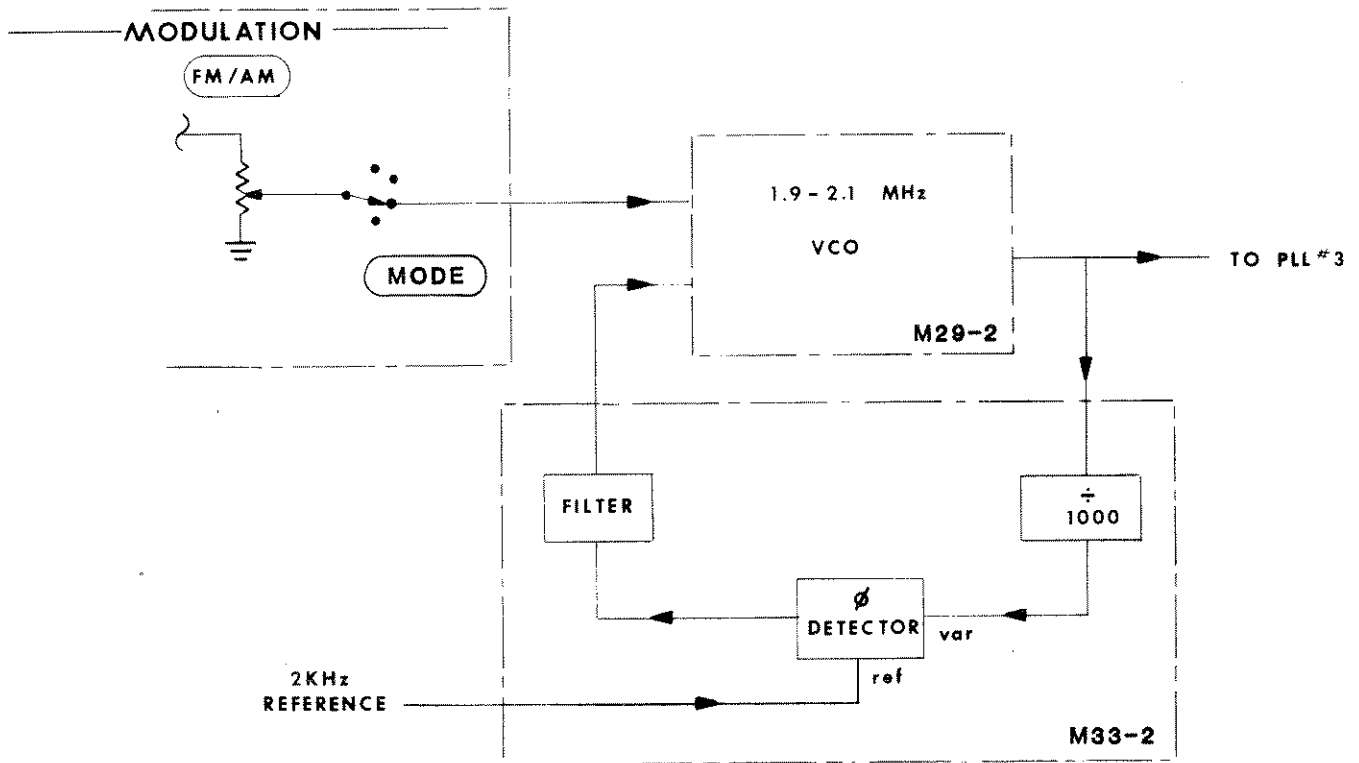 MODULATION
FM/AM
MODE
1.9-2.1 MHz
VCO
M29-2
TO PLL #3
FILTER
÷
1000
ø
DETECTOR
var
ref
2KHz
REFERENCE
M33-2